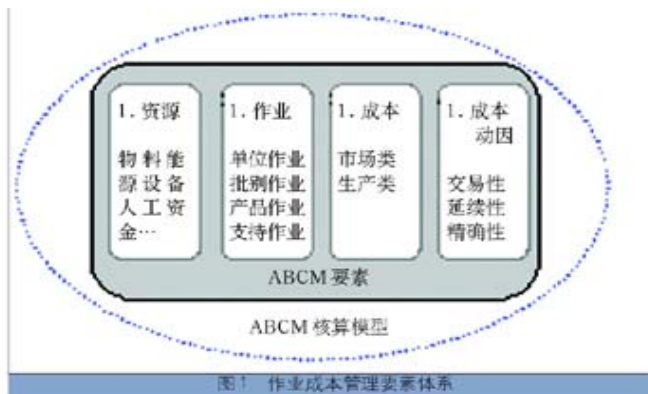 1. 资源
物料能
源设备
人工资
金…
1. 作业
单位作业
批别作业
产品作业
支持作业
1. 成本
市场类
生产类
1. 成本
动因
交易性
延续性
精确性
ABCM 要素
ABCM 核算模型
图1 作业成本管理要素体系